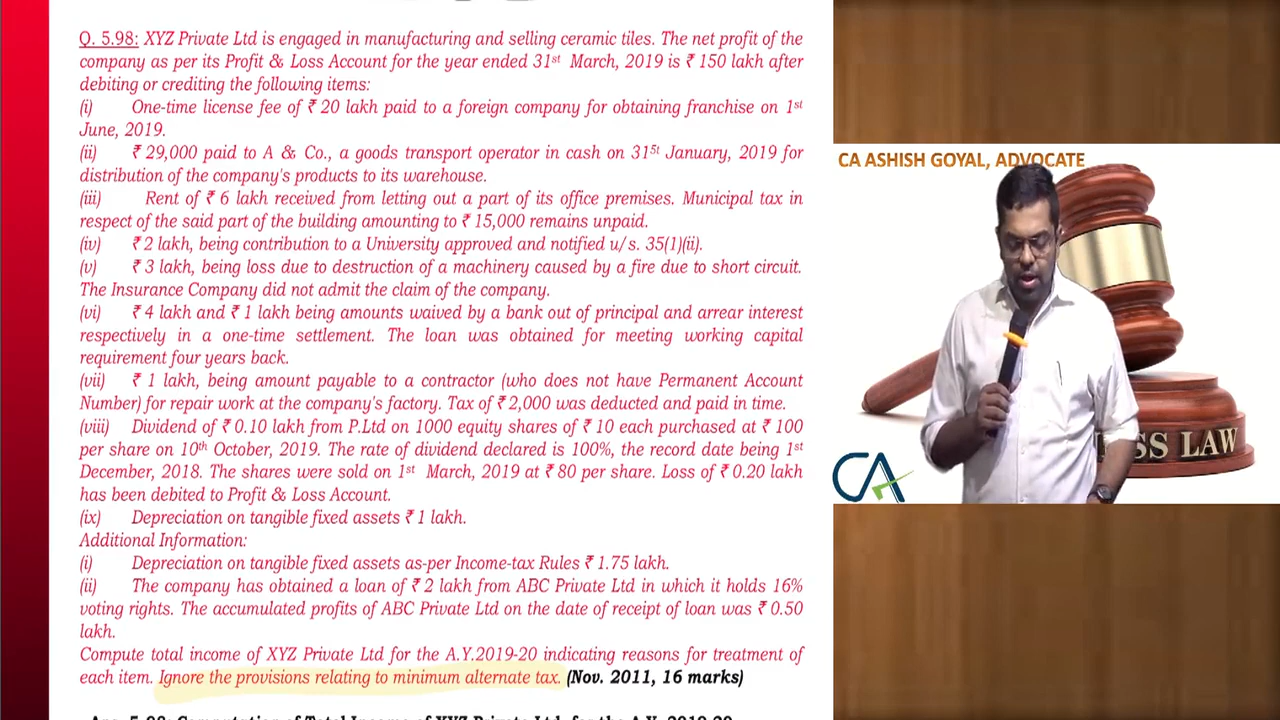 Q. 5.98: XYZ Private Ltd is engaged in manufacturing and selling ceramic tiles. The net profit of the
company as per its Profit & Loss Account for the year ended 31st March, 2019 is ₹ 150 lakh after
debiting or crediting the following items:
(i) One-time license fee of ₹ 20 lakh paid to a foreign company for obtaining franchise on 1st
June, 2019.
(ii) ₹ 29,000 paid to A & Co., a goods transport operator in cash on 31st January, 2019 for
distribution of the company's products to its warehouse.
(iii) Rent of ₹ 6 lakh received from letting out a part of its office premises. Municipal tax in
respect of the said part of the building amounting to ₹ 15,000 remains unpaid.
(iv) ₹ 2 lakh, being contribution to a University approved and notified u/s. 35(1)(ii).
(v) ₹ 3 lakh, being loss due to destruction of a machinery caused by a fire due to short circuit.
The Insurance Company did not admit the claim of the company.
(vi) ₹ 4 lakh and ₹ 1 lakh being amounts waived by a bank out of principal and arrear interest
respectively in a one-time settlement. The loan was obtained for meeting working capital
requirement four years back.
(vii) ₹ 1 lakh, being amount payable to a contractor (who does not have Permanent Account
Number) for repair work at the company's factory. Tax of ₹ 2,000 was deducted and paid in time.
(viii) Dividend of ₹ 0.10 lakh from P.Ltd on 1000 equity shares of ₹ 10 each purchased at ₹ 100
per share on 10th October, 2019. The rate of dividend declared is 100%, the record date being 1st
December, 2018. The shares were sold on 1st March, 2019 at ₹ 80 per share. Loss of ₹ 0.20 lakh
has been debited to Profit & Loss Account.
(ix) Depreciation on tangible fixed assets ₹ 1 lakh.
Additional Information:
(i) Depreciation on tangible fixed assets as-per Income-tax Rules ₹ 1.75 lakh.
(ii) The company has obtained a loan of ₹ 2 lakh from ABC Private Ltd in which it holds 16%
voting rights. The accumulated profits of ABC Private Ltd on the date of receipt of loan was ₹ 0.50
lakh.
Compute total income of XYZ Private Ltd for the A.Y.2019-20 indicating reasons for treatment of
each item. Ignore the provisions relating to minimum alternate tax. (Nov. 2011, 16 marks)
Ans. 5.98: Computation of Total Income of XYZ Private Ltd. for the A.Y. 2019-20
CA ASHISH GOYAL, ADVOCATE
SS LAW
CA